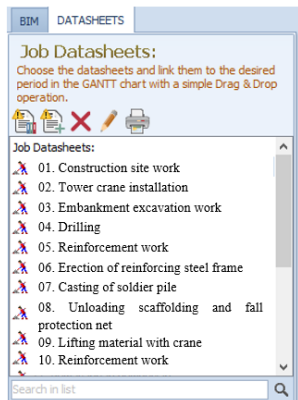 BIM DATASHEETS
Job Datasheets:
Choose the datasheets and link them to the desired
period in the GANTT chart with a simple Drag & Drop
operation.
Job Datasheets:
01. Construction site work
02. Tower crane installation
03. Embankment excavation work
04. Drilling
05. Reinforcement work
06. Erection of reinforcing steel frame
07. Casting of soldier pile
08. Unloading scaffolding and fall
protection net
09. Lifting material with crane
10. Reinforcement work
Search in list